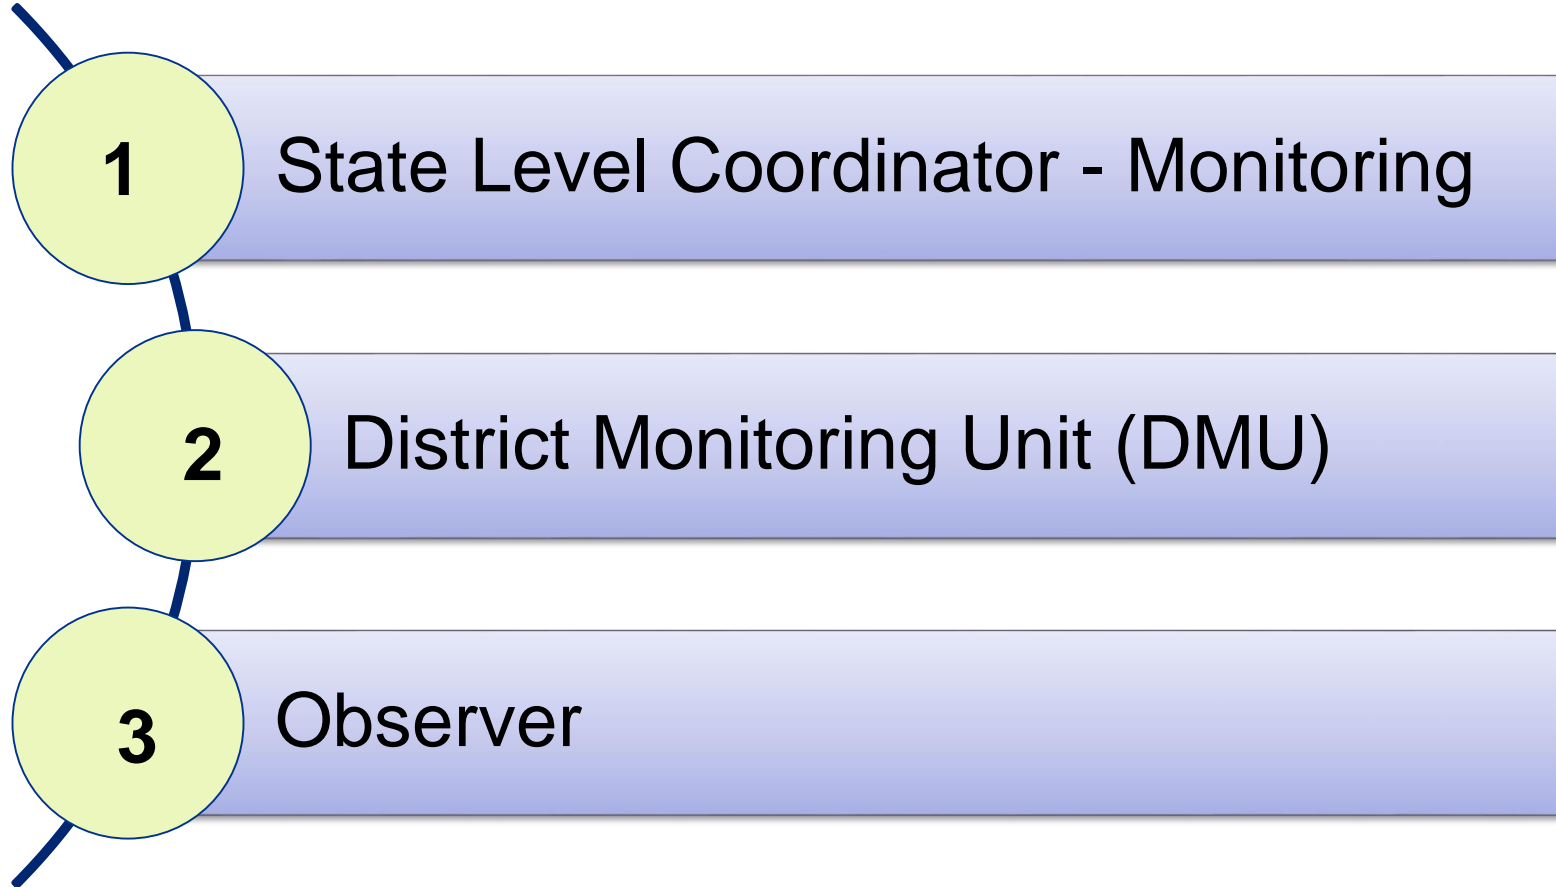 1
State Level Coordinator - Monitoring
2
District Monitoring Unit (DMU)
3
Observer